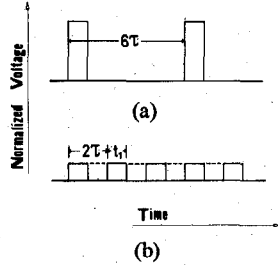 Normalized Voltage
6τ
(a)
2τ t₁
Time
(b)